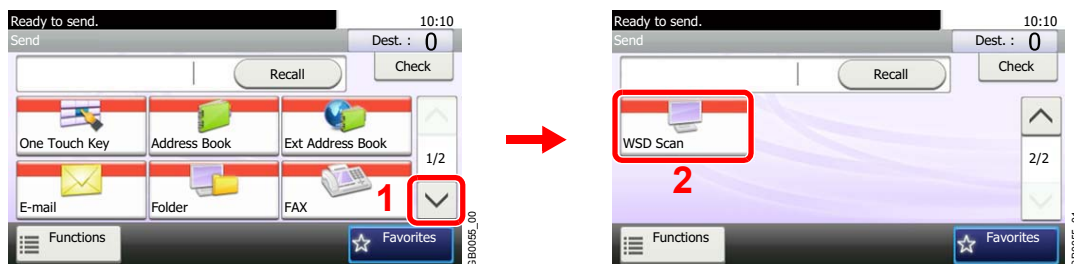 Ready to send. 10:10
Send Dest. : 0
Recall Check
One Touch Key Address Book Ext Address Book
1/2
E-mail Folder FAX 1
Functions Favorites
GB0055_00
Ready to send. 10:10
Send Dest. : 0
Recall Check
WSD Scan
2/2
2
Functions Favorites